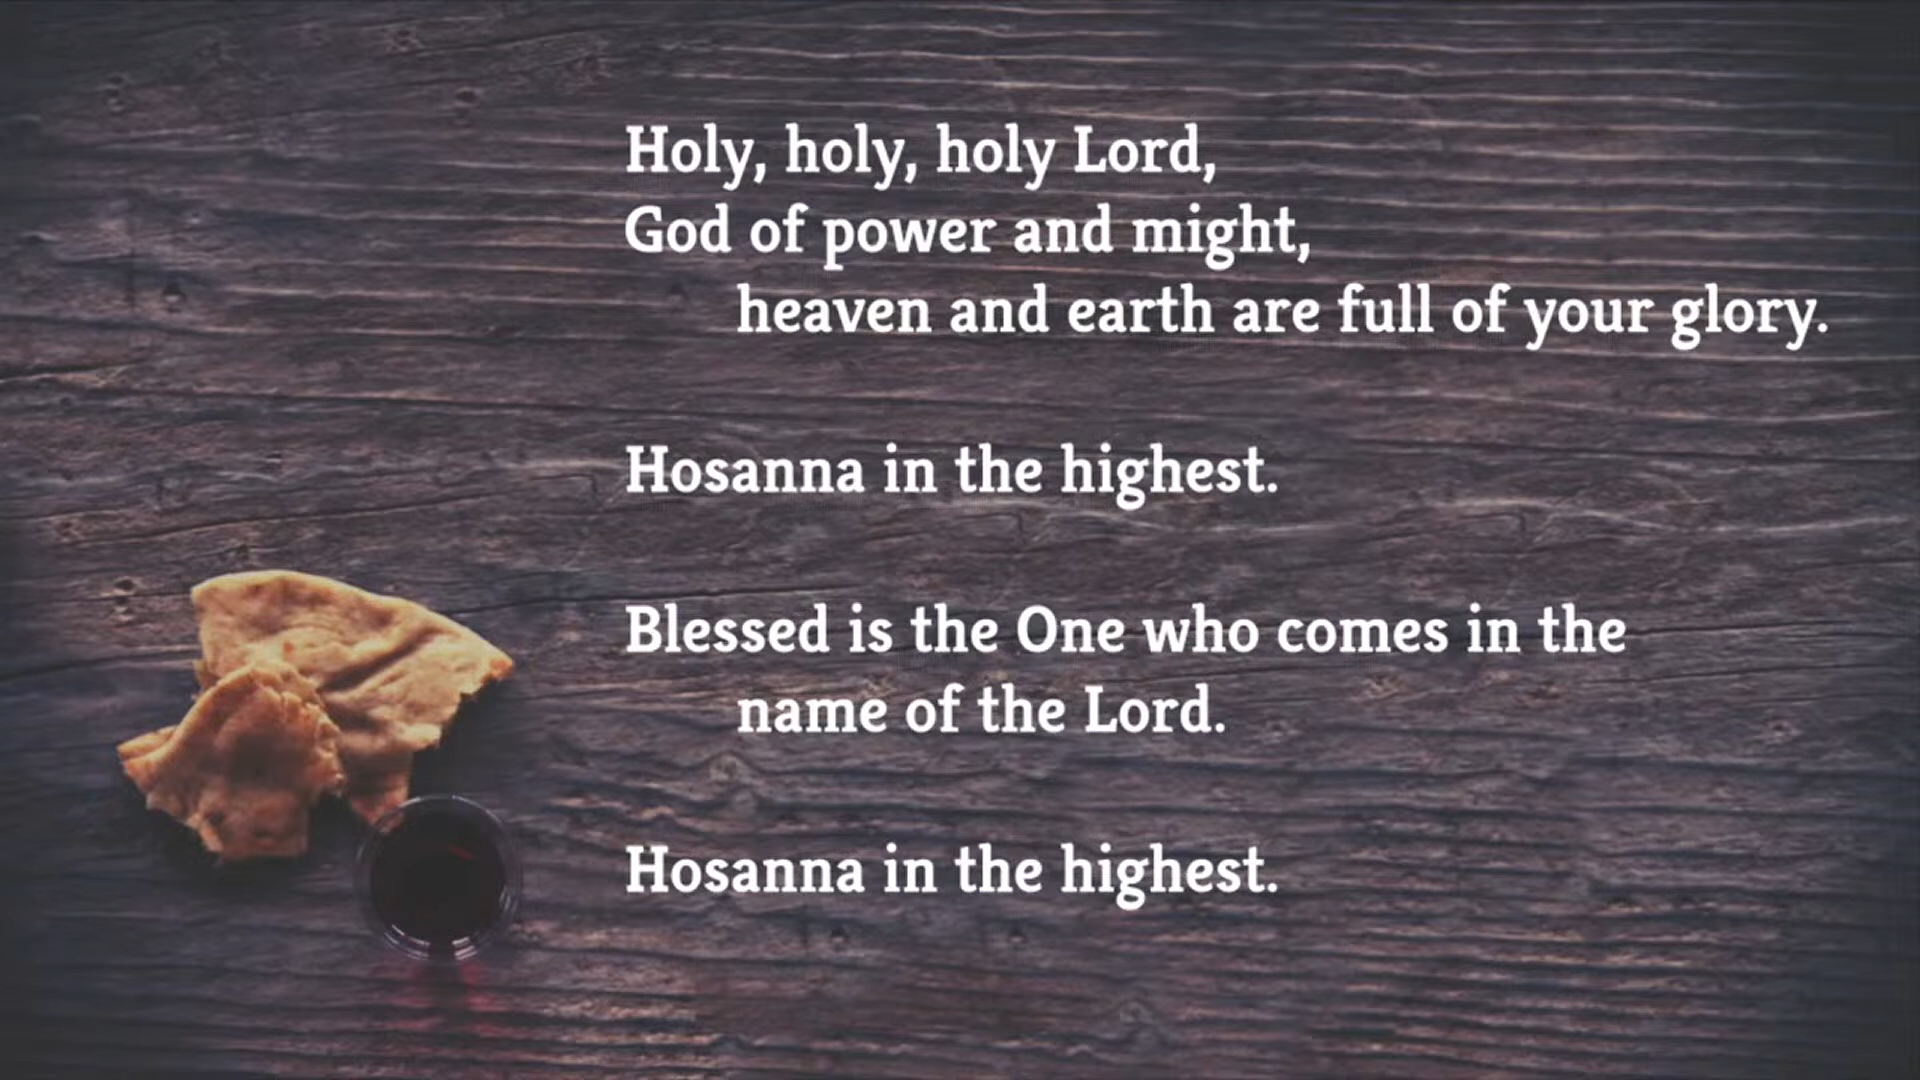 Holy, holy, holy Lord,
God of power and might,
heaven and earth are full of your glory.
Hosanna in the highest.
Blessed is the One who comes in the
name of the Lord.
Hosanna in the highest.